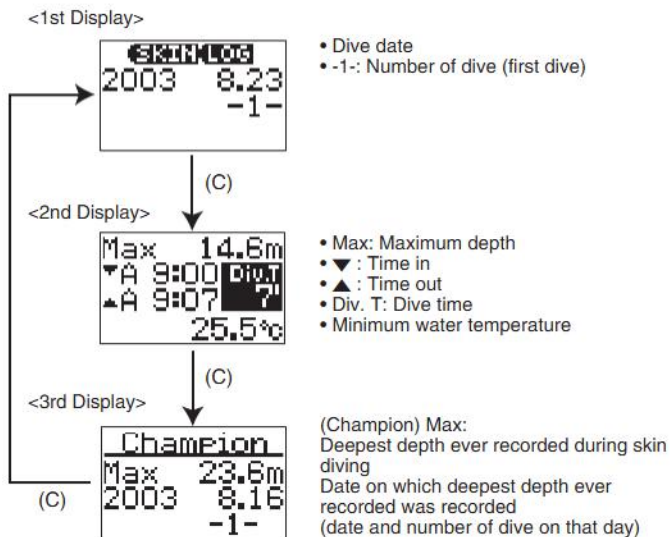 <1st Display>
SKIN LOG
2003 8.23
-1-
• Dive date
• -1-: Number of dive (first dive)
(C)
<2nd Display>
Max 14.6m
▼A 9:00 Div.T
▲A 9:07 7'
25.5°c
• Max: Maximum depth
• ▼ : Time in
• ▲ : Time out
• Div. T: Dive time
• Minimum water temperature
(C)
<3rd Display>
Champion
Max 23.6m
2003 8.16
-1-
(C)
(Champion) Max:
Deepest depth ever recorded during skin
diving
Date on which deepest depth ever
recorded was recorded
(date and number of dive on that day)